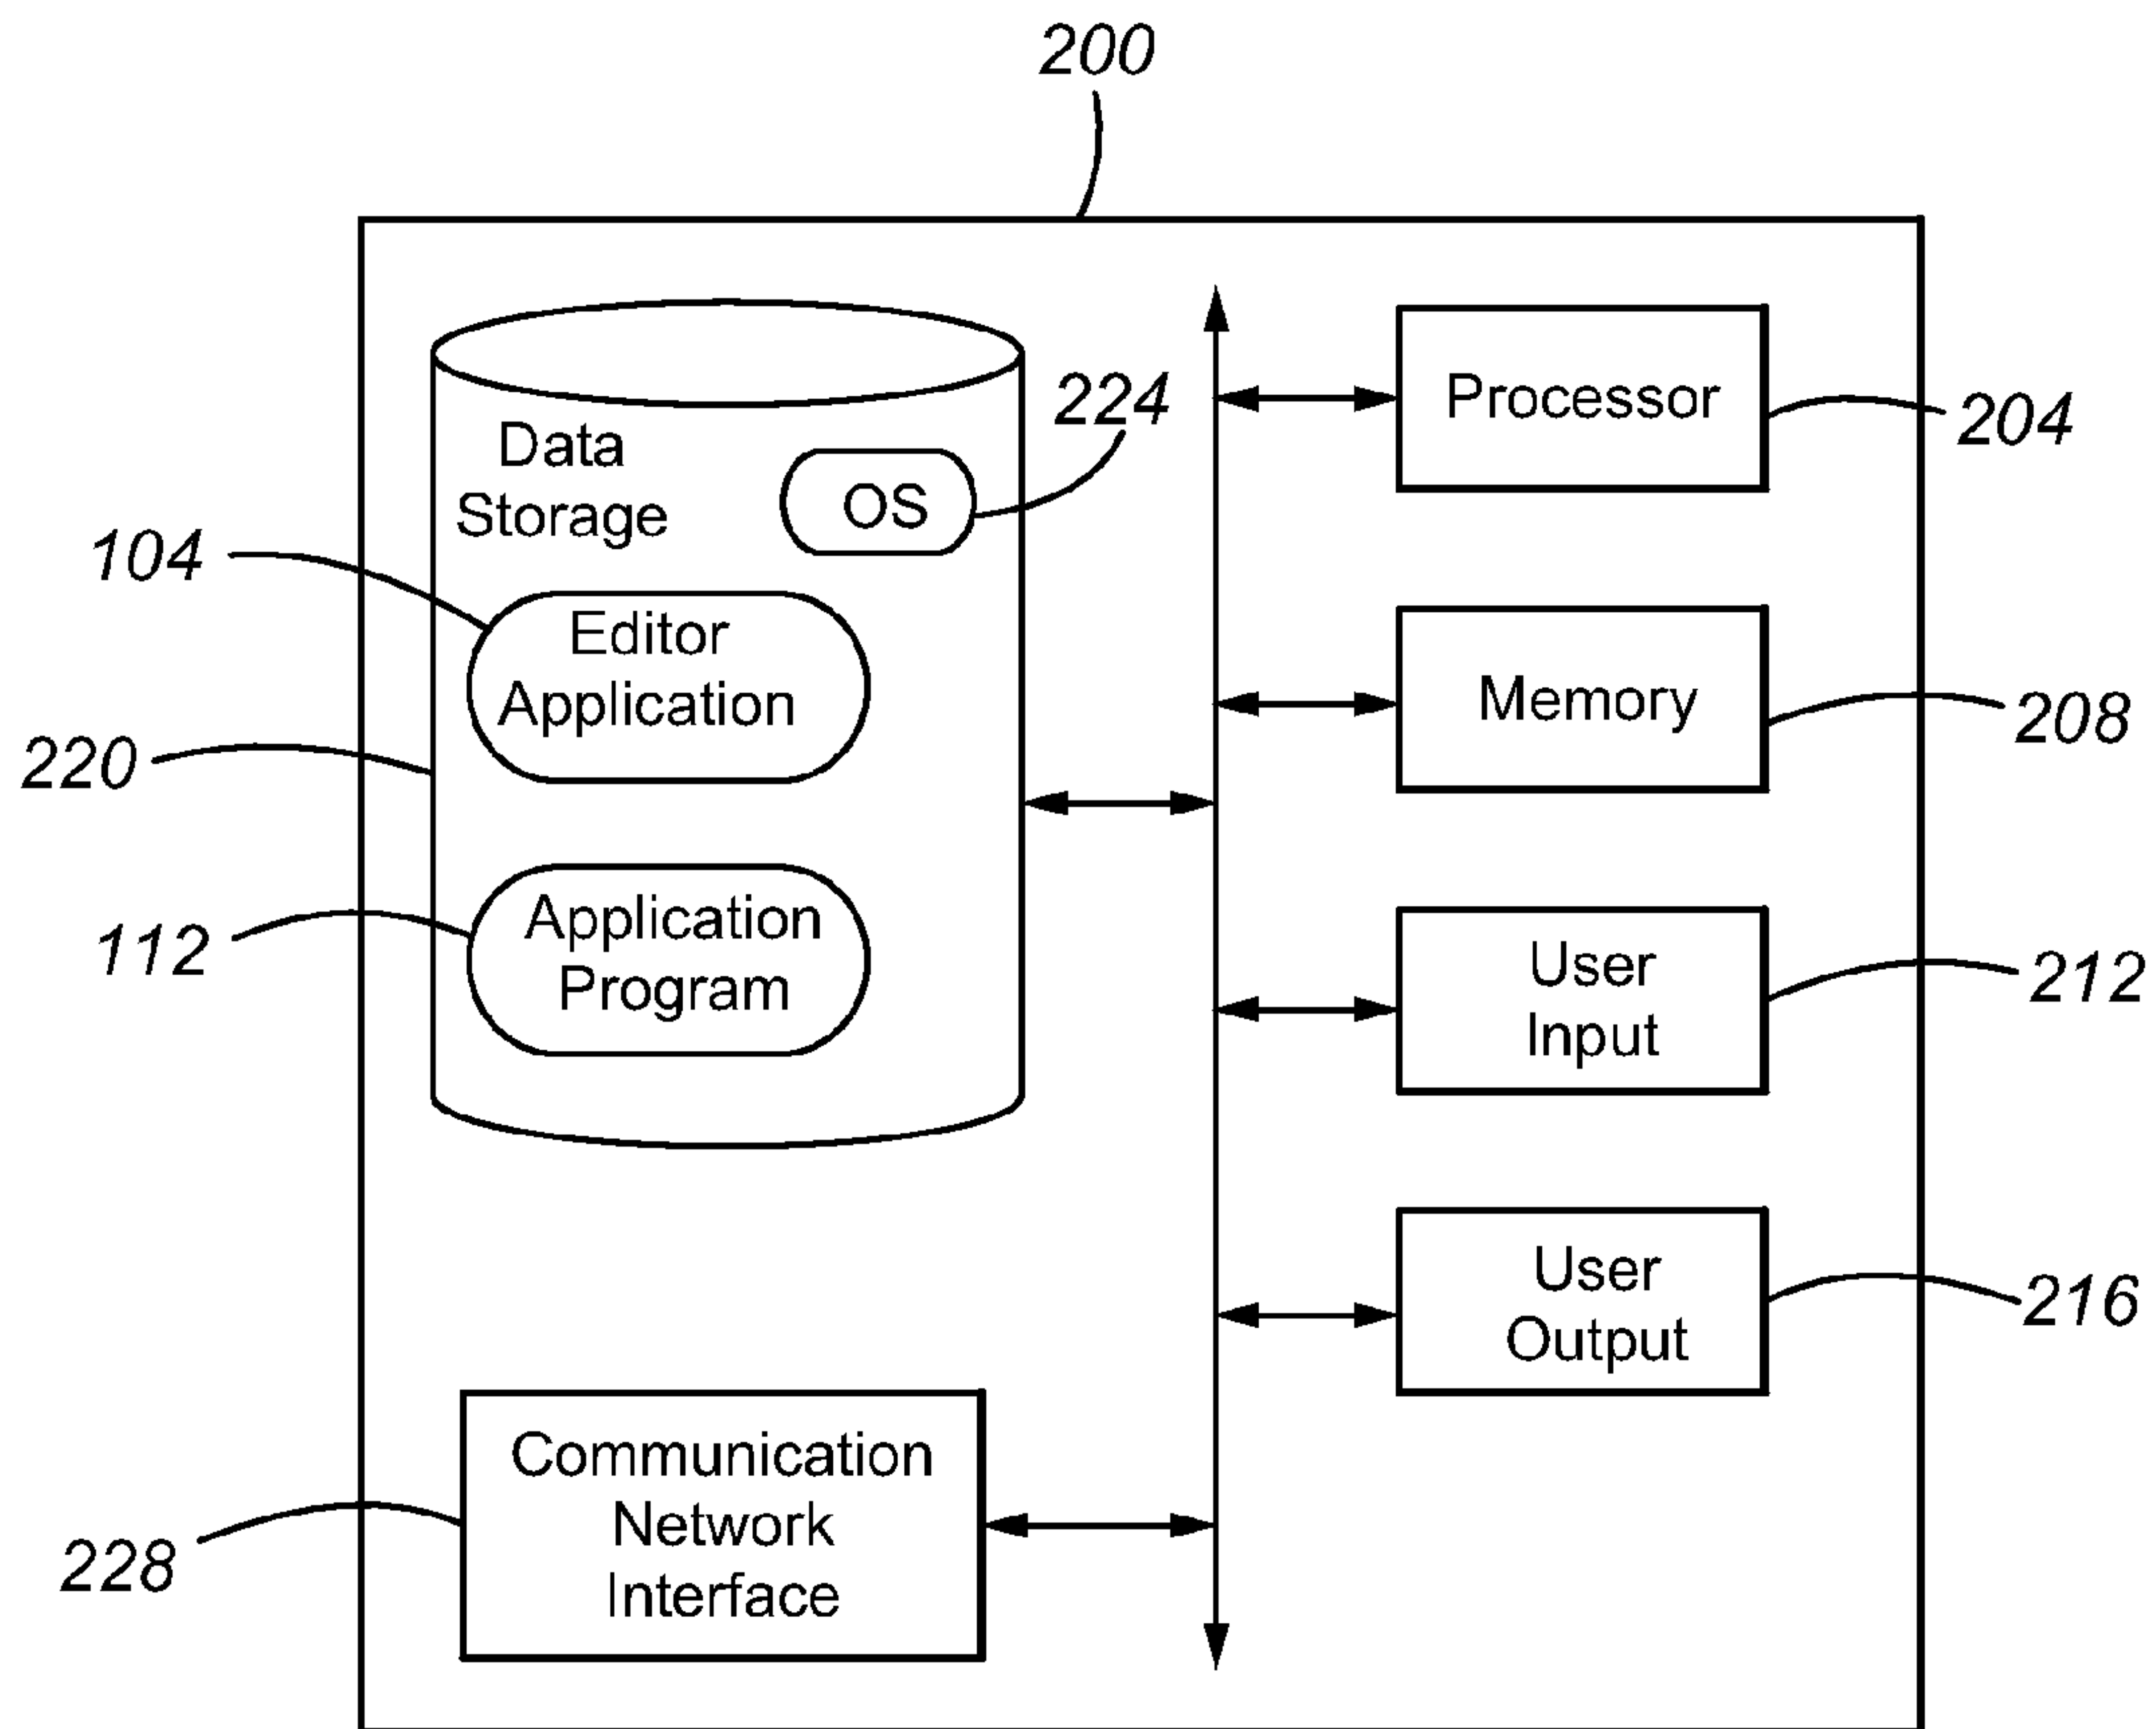 200
Data
Storage
OS
224
Processor
204
104
Editor
Application
Memory
208
220
Application
Program
112
User
Input
212
User
Output
216
Communication
Network
Interface
228